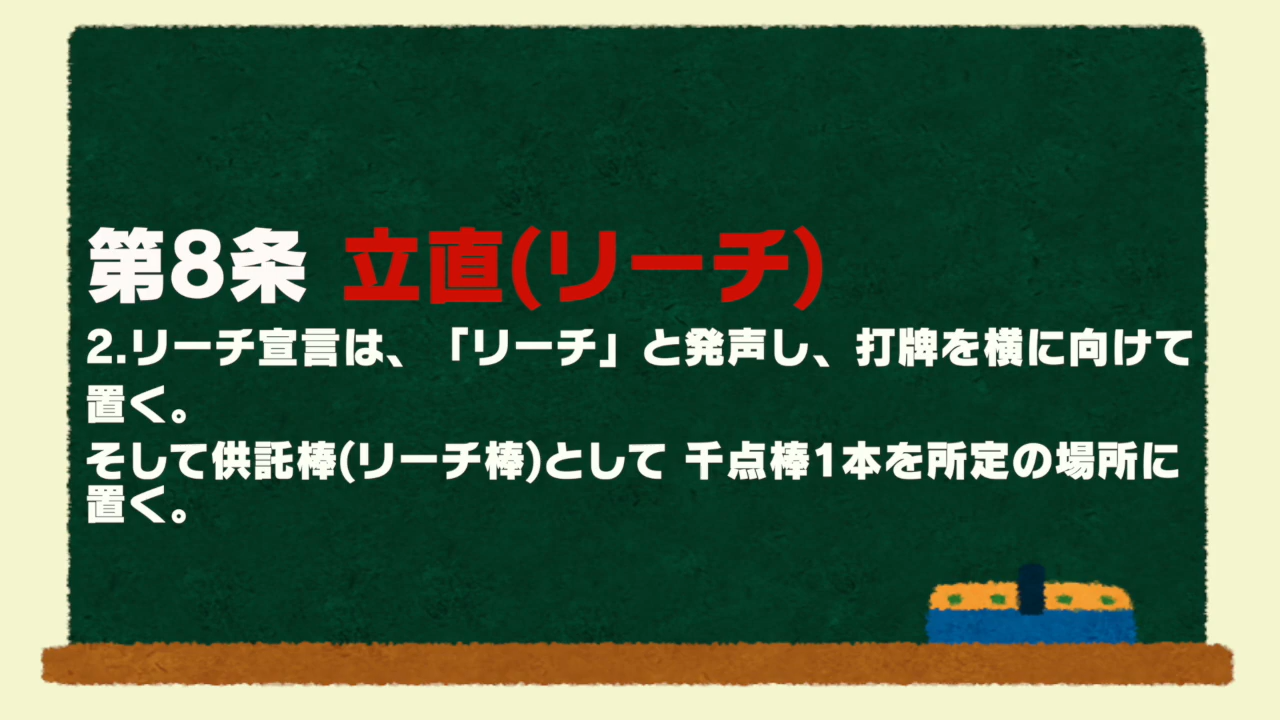 第8条 立直(リーチ)
2.リーチ宣言は、「リーチ」と発声し、打牌を横に向けて
置く。
そして供託棒(リーチ棒)として 千点棒1本を所定の場所に
置く。